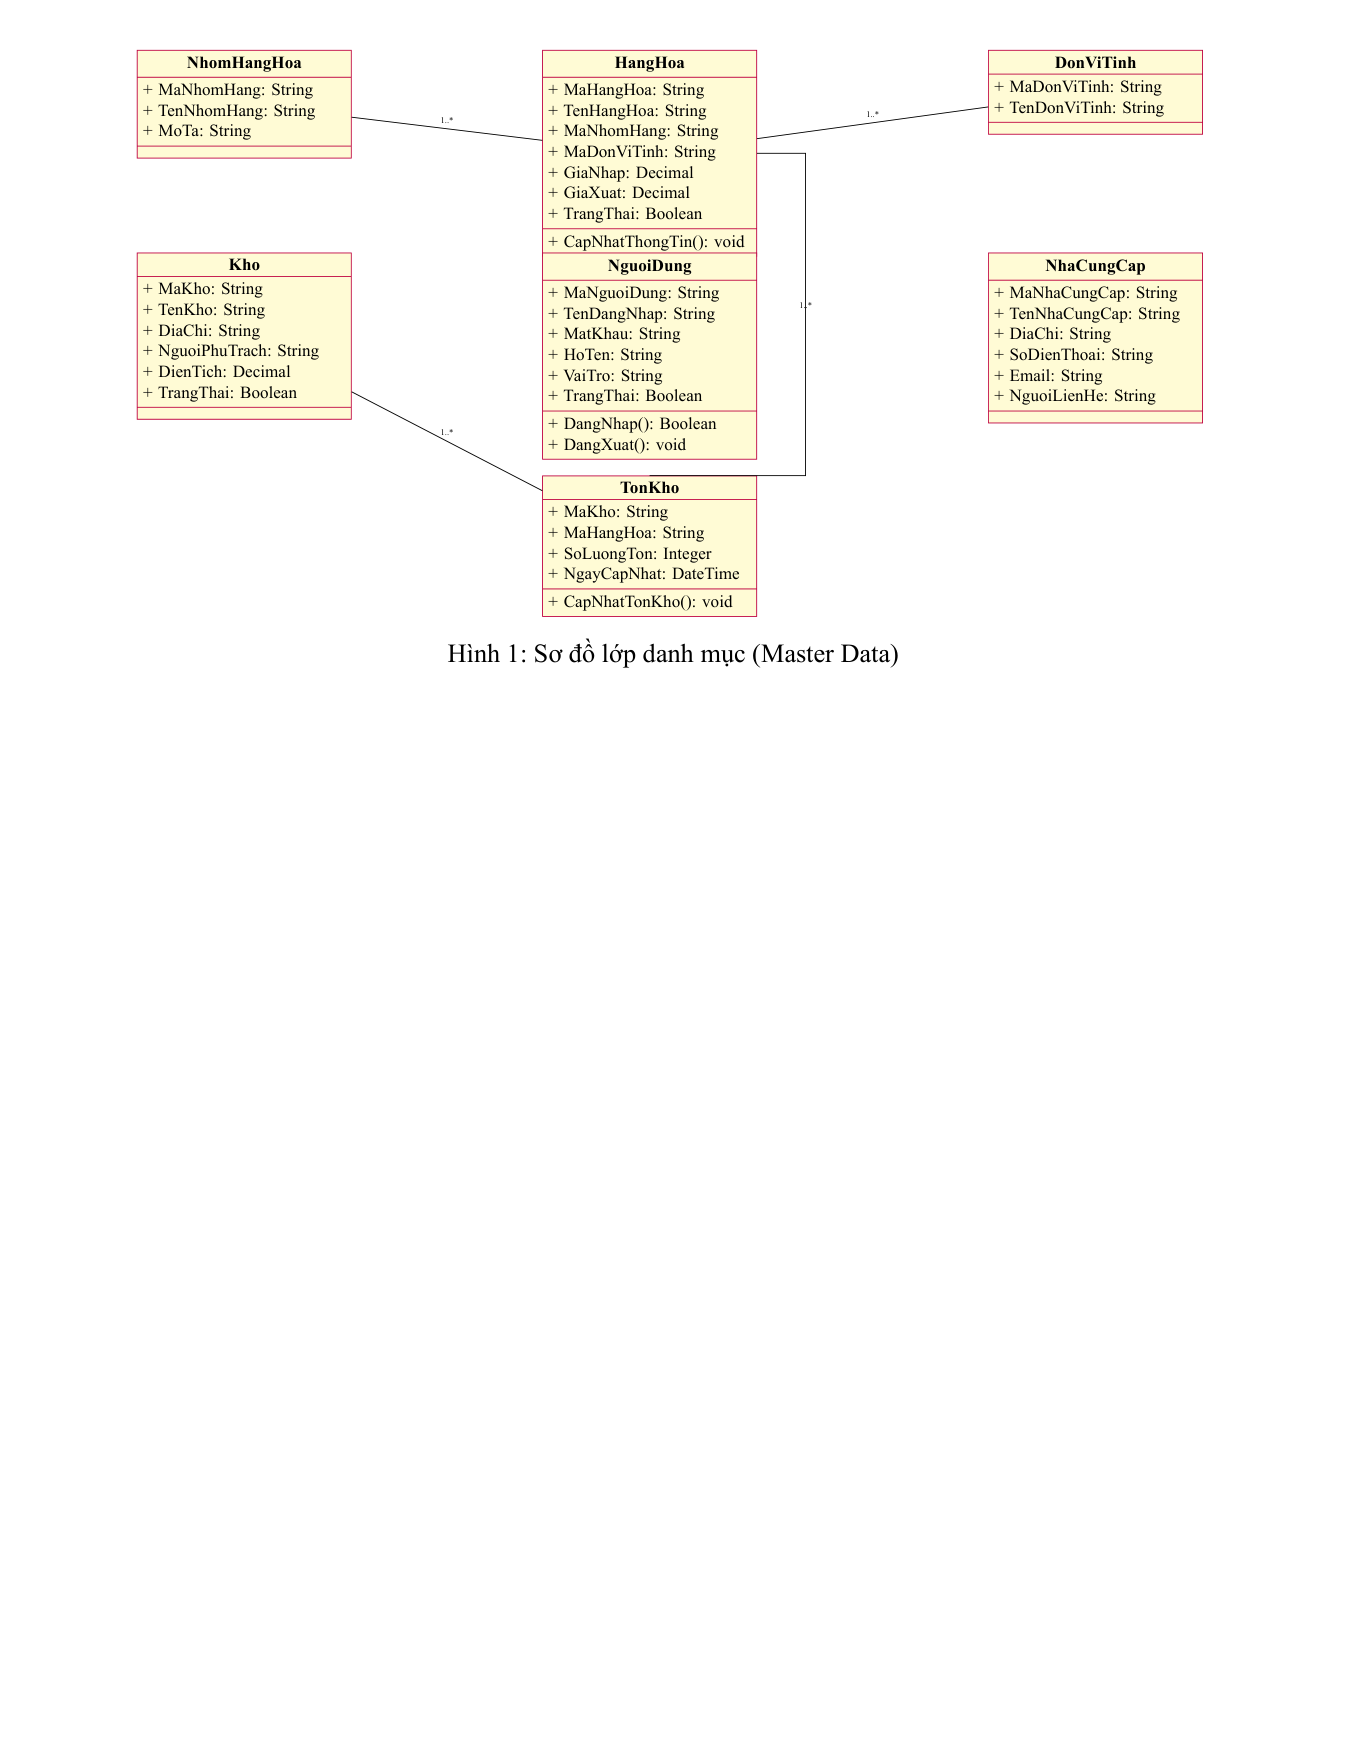 NhomHangHoa
+ MaNhomHang: String
+ TenNhomHang: String
+ MoTa: String
1..*
HangHoa
+ MaHangHoa: String
+ TenHangHoa: String
+ MaNhomHang: String
+ MaDonViTinh: String
+ GiaNhap: Decimal
+ GiaXuat: Decimal
+ TrangThai: Boolean
+ CapNhatThongTin(): void
1..*
DonViTinh
+ MaDonViTinh: String
+ TenDonViTinh: String
Kho
+ MaKho: String
+ TenKho: String
+ DiaChi: String
+ NguoiPhuTrach: String
+ DienTich: Decimal
+ TrangThai: Boolean
1..*
NguoiDung
+ MaNguoiDung: String
+ TenDangNhap: String
+ MatKhau: String
+ HoTen: String
+ VaiTro: String
+ TrangThai: Boolean
+ DangNhap(): Boolean
+ DangXuat(): void
1..*
NhaCungCap
+ MaNhaCungCap: String
+ TenNhaCungCap: String
+ DiaChi: String
+ SoDienThoai: String
+ Email: String
+ NguoiLienHe: String
TonKho
+ MaKho: String
+ MaHangHoa: String
+ SoLuongTon: Integer
+ NgayCapNhat: DateTime
+ CapNhatTonKho(): void
Hình 1: Sơ đồ lớp danh mục (Master Data)